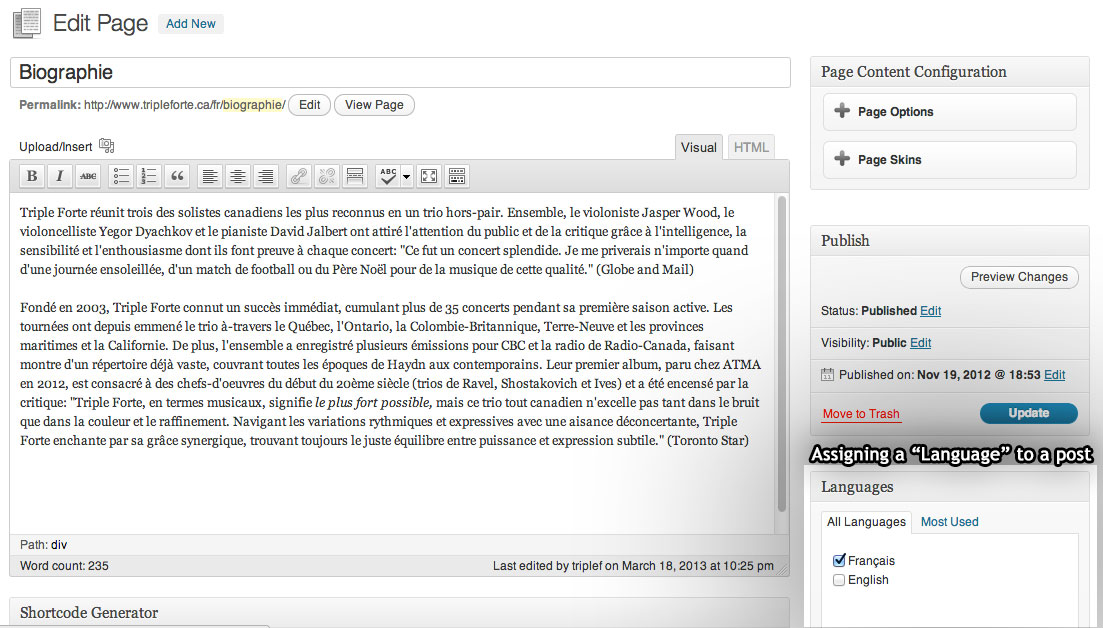 Edit Page Add New
Biographie
Permalink: http://www.tripleforte.ca/fr/biographie/ Edit View Page
Upload/Insert Visual HTML
B I ABC ABC
Triple Forte réunit trois des solistes canadiens les plus reconnus en un trio hors-pair. Ensemble, le violoniste Jasper Wood, le
violoncelliste Yegor Dyachkov et le pianiste David Jalbert ont attiré l'attention du public et de la critique grâce à l'intelligence, la
sensibilité et l'enthousiasme dont ils font preuve à chaque concert: "Ce fut un concert splendide. Je me priverais n'importe quand
d'une journée ensoleillée, d'un match de football ou du Père Noël pour de la musique de cette qualité." (Globe and Mail)
Fondé en 2003, Triple Forte connut un succès immédiat, cumulant plus de 35 concerts pendant sa première saison active. Les
tournées ont depuis emmené le trio à-travers le Québec, l'Ontario, la Colombie-Britannique, Terre-Neuve et les provinces
maritimes et la Californie. De plus, l'ensemble a enregistré plusieurs émissions pour CBC et la radio de Radio-Canada, faisant
montre d'un répertoire déjà vaste, couvrant toutes les époques de Haydn aux contemporains. Leur premier album, paru chez ATMA
en 2012, est consacré à des chefs-d'oeuvres du début du 20ème siècle (trios de Ravel, Shostakovich et Ives) et a été encensé par la
critique: "Triple Forte, en termes musicaux, signifie le plus fort possible, mais ce trio tout canadien n'excelle pas tant dans le bruit
que dans la couleur et le raffinement. Navigant les variations rythmiques et expressives avec une aisance déconcertante, Triple
Forte enchante par sa grâce synergique, trouvant toujours le juste équilibre entre puissance et expression subtile." (Toronto Star)
Path: div
Word count: 235 Last edited by triplef on March 18, 2013 at 10:25 pm
Shortcode Generator
Page Content Configuration
Page Options
Page Skins
Publish
Preview Changes
Status: Published Edit
Visibility: Public Edit
Published on: Nov 19, 2012 @ 18:53 Edit
Move to Trash Update
Assigning a “Language” to a post
Languages
All Languages Most Used
Français
English